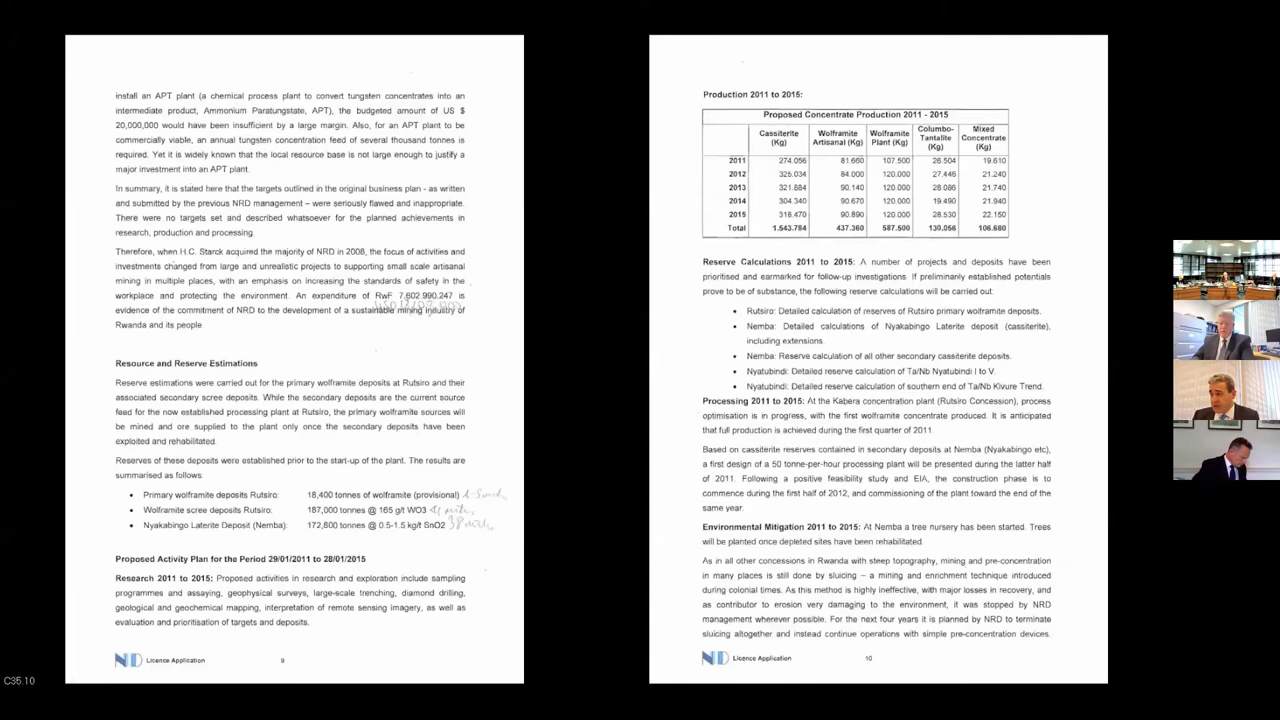 install an APT plant (a chemical process plant to convert tungsten concentrates into an
intermediate product, Ammonium Paratungstate, APT), the budgeted amount of US $
20,000,000 would have been insufficient by a large margin. Also, for an APT plant to be
commercially viable, an annual tungsten concentration feed of several thousand tonnes is
required. Yet it is widely known that the local resource base is not large enough to justify a
major investment into an APT plant.
In summary, it is stated here that the targets outlined in the original business plan - as written
and submitted by the previous NRD management – were seriously flawed and inappropriate.
There were no targets set and described whatsoever for the planned achievements in
research, production and processing.
Therefore, when H.C. Starck acquired the majority of NRD in 2008, the focus of activities and
investments changed from large and unrealistic projects to supporting small scale artisanal
mining in multiple places, with an emphasis on increasing the standards of safety in the
workplace and protecting the environment. An expenditure of RwF 7.602.990.247 is
evidence of the commitment of NRD to the development of a sustainable mining industry of
Rwanda and its people
Resource and Reserve Estimations
Reserve estimations were carried out for the primary wolframite deposits at Rutsiro and their
associated secondary scree deposits. While the secondary deposits are the current source
feed for the now established processing plant at Rutsiro, the primary wolframite sources will
be mined and ore supplied to the plant only once the secondary deposits have been
exploited and rehabilitated.
Reserves of these deposits were established prior to the start-up of the plant. The results are
summarised as follows:
• Primary wolframite deposits Rutsiro: 18,400 tonnes of wolframite (provisional)
• Wolframite scree deposits Rutsiro: 187,000 tonnes @ 165 g/t WO3
• Nyakabingo Laterite Deposit (Nemba): 172,800 tonnes @ 0.5-1.5 kg/t SnO2
Proposed Activity Plan for the Period 29/01/2011 to 28/01/2015
Research 2011 to 2015: Proposed activities in research and exploration include sampling
programmes and assaying, geophysical surveys, large-scale trenching, diamond drilling,
geological and geochemical mapping, interpretation of remote sensing imagery, as well as
evaluation and prioritisation of targets and deposits.
ND Licence Application 9
Production 2011 to 2015:
Proposed Concentrate Production 2011 - 2015
Cassiterite (Kg) Wolframite Artisanal (Kg) Wolframite Plant (Kg) Columbo-Tantalite (Kg) Mixed Concentrate (Kg)
2011 274.056 81.660 107.500 26.504 19.610
2012 325.034 84.000 120.000 27.446 21.240
2013 321.884 90.140 120.000 28.086 21.740
2014 304.340 90.670 120.000 19.490 21.940
2015 318.470 90.890 120.000 28.530 22.150
Total 1.543.784 437.360 587.500 130,056 106.680
Reserve Calculations 2011 to 2015: A number of projects and deposits have been
prioritised and earmarked for follow-up investigations. If preliminarily established potentials
prove to be of substance, the following reserve calculations will be carried out:
• Rutsiro: Detailed calculation of reserves of Rutsiro primary wolframite deposits.
• Nemba: Detailed calculations of Nyakabingo Laterite deposit (cassiterite),
including extensions.
• Nemba: Reserve calculation of all other secondary cassiterite deposits.
• Nyatubindi: Detailed reserve calculation of Ta/Nb Nyatubindi I to V.
• Nyatubindi: Detailed reserve calculation of southern end of Ta/Nb Kivure Trend.
Processing 2011 to 2015: At the Kabera concentration plant (Rutsiro Concession), process
optimisation is in progress, with the first wolframite concentrate produced. It is anticipated
that full production is achieved during the first quarter of 2011.
Based on cassiterite reserves contained in secondary deposits at Nemba (Nyakabingo etc),
a first design of a 50 tonne-per-hour processing plant will be presented during the latter half
of 2011. Following a positive feasibility study and EIA, the construction phase is to
commence during the first half of 2012, and commissioning of the plant toward the end of the
same year.
Environmental Mitigation 2011 to 2015: At Nemba a tree nursery has been started. Trees
will be planted once depleted sites have been rehabilitated.
As in all other concessions in Rwanda with steep topography, mining and pre-concentration
in many places is still done by sluicing – a mining and enrichment technique introduced
during colonial times. As this method is highly ineffective, with major losses in recovery, and
as contributor to erosion very damaging to the environment, it was stopped by NRD
management wherever possible. For the next four years it is planned by NRD to terminate
sluicing altogether and instead continue operations with simple pre-concentration devices.
ND Licence Application 10
C35.10